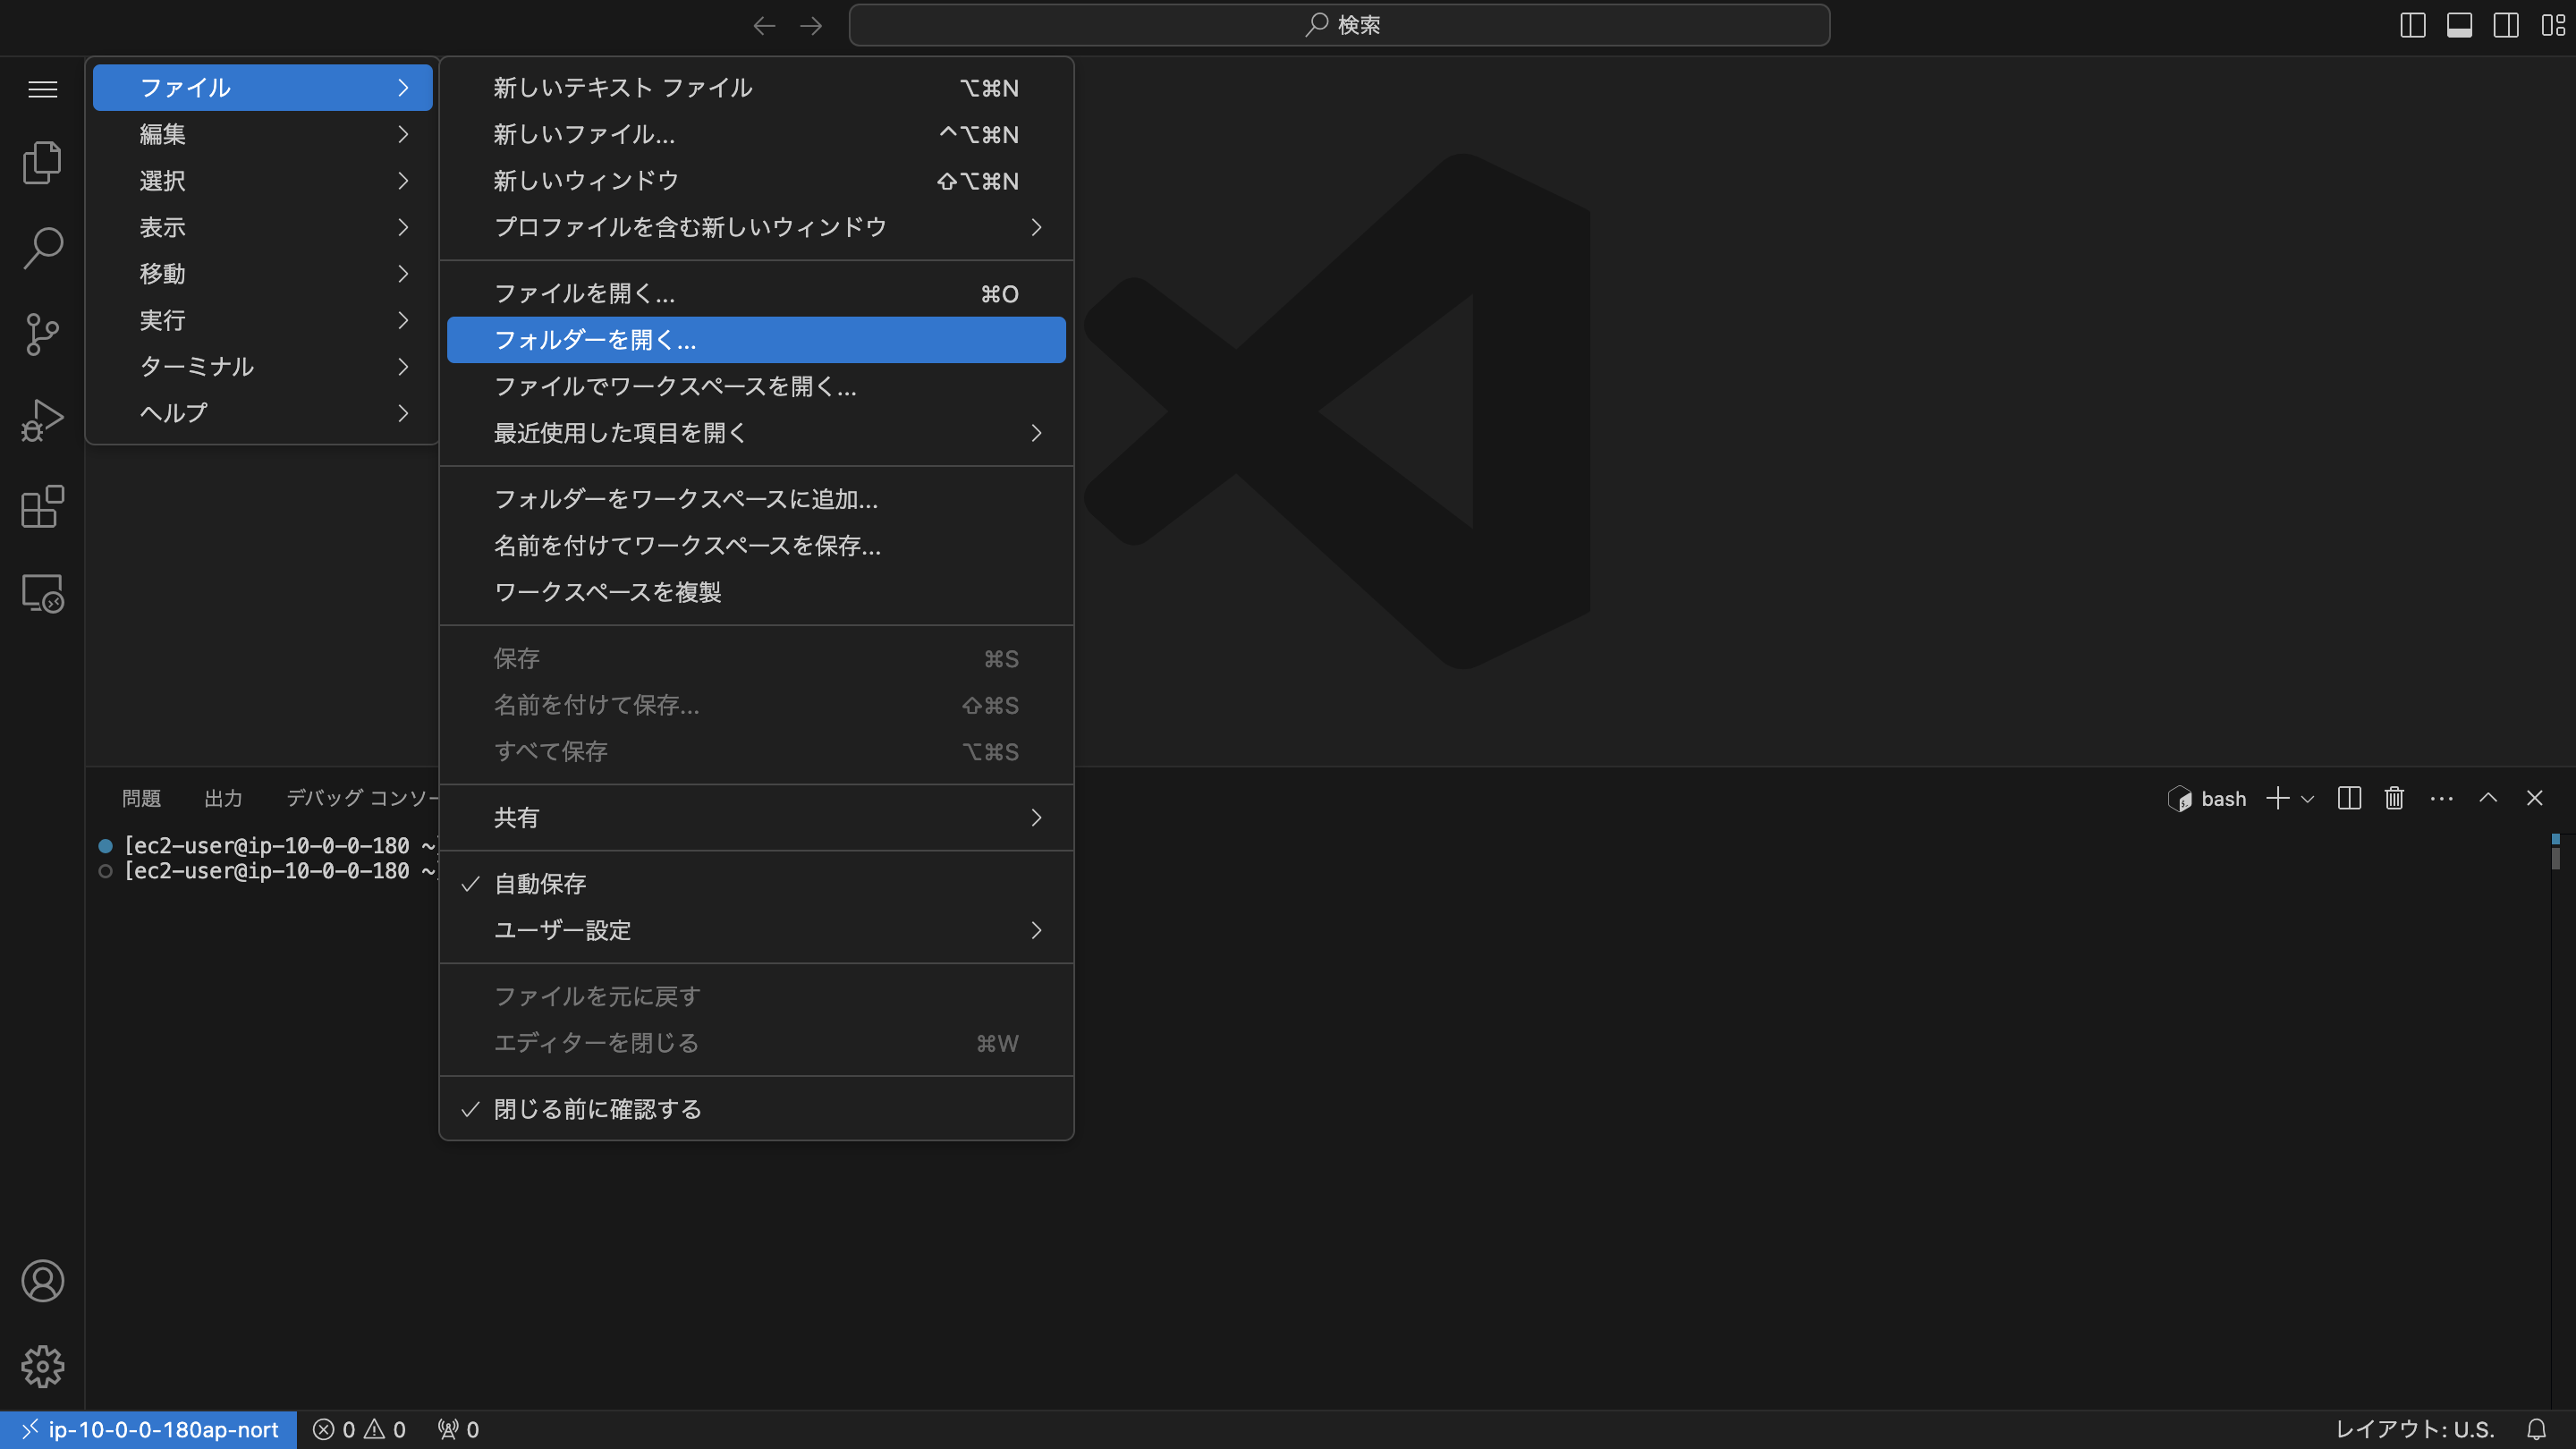 検索
ファイル
編集
選択
表示
移動
実行
ターミナル
ヘルプ
新しいテキスト ファイル ⌥⌘N
新しいファイル... ^⌥⌘N
新しいウィンドウ ⇧⌥⌘N
プロファイルを含む新しいウィンドウ
ファイルを開く... ⌘O
フォルダーを開く...
ファイルでワークスペースを開く...
最近使用した項目を開く
フォルダーをワークスペースに追加...
名前を付けてワークスペースを保存...
ワークスペースを複製
保存 ⌘S
名前を付けて保存... ⇧⌘S
すべて保存 ⌥⌘S
共有
自動保存
ユーザー設定
ファイルを元に戻す
エディターを閉じる ⌘W
閉じる前に確認する
問題 出力 デバッグ コンソー
bash
[ec2-user@ip-10-0-0-180 ~]
[ec2-user@ip-10-0-0-180 ~]
ip-10-0-0-180ap-nort 0 0 0
レイアウト: U.S.